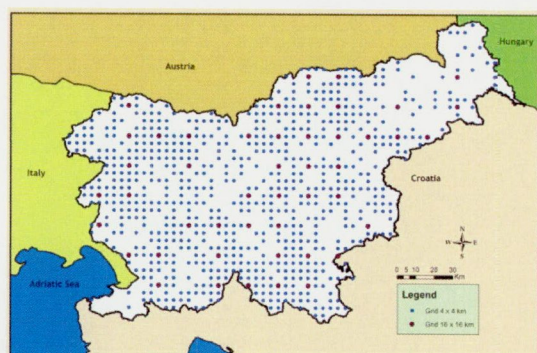 Hungary
Austria
Italy
Croatia
N
W E
S
Adriatic Sea
0 5 10 20 30
Km
Legend
Grid 4 x 4 km
Grid 16 x 16 km